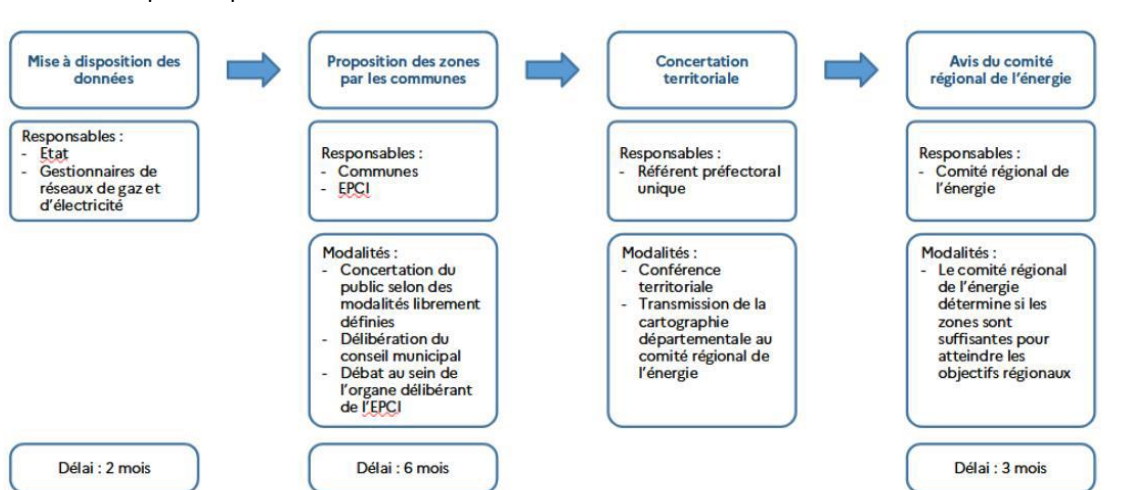 Mise à disposition des
données
Proposition des zones
par les communes
Concertation
territoriale
Avis du comité
régional de l'énergie
Responsables :
- Etat
- Gestionnaires de
réseaux de gaz et
d'électricité
Responsables :
- Communes
- EPCI
Responsables :
- Référent préfectoral
unique
Responsables :
- Comité régional de
l'énergie
Modalités :
- Concertation du
public selon des
modalités librement
définies
- Délibération du
conseil municipal
- Débat au sein de
l'organe délibérant
de l'EPCI
Modalités :
- Conférence
territoriale
- Transmission de la
cartographie
départementale au
comité régional de
l'énergie
Modalités :
- Le comité régional
de l'énergie
détermine si les
zones sont
suffisantes pour
atteindre les
objectifs régionaux
Délai : 2 mois
Délai : 6 mois
Délai : 3 mois